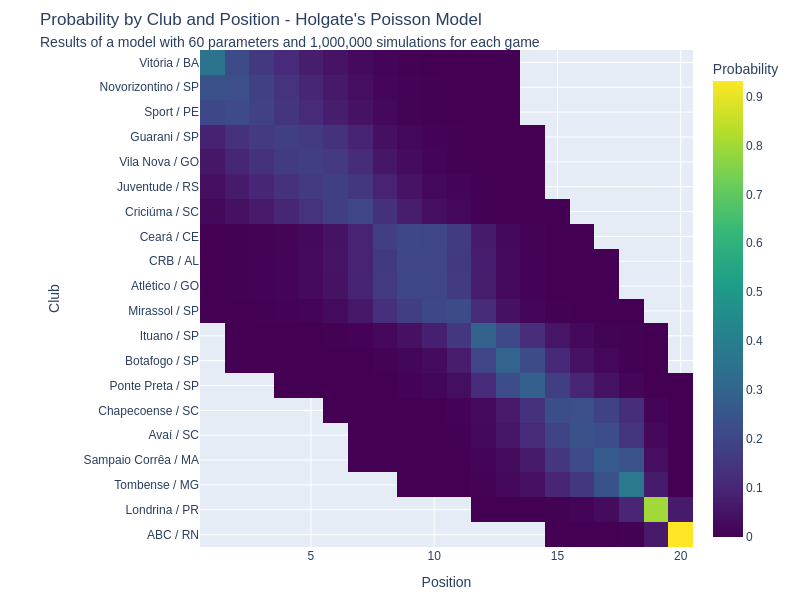 Probability by Club and Position - Holgate's Poisson Model
Results of a model with 60 parameters and 1,000,000 simulations for each game
Probability
Club
Vitória / BA
Novorizontino / SP
Sport / PE
Guarani / SP
Vila Nova / GO
Juventude / RS
Criciúma / SC
Ceará / CE
CRB / AL
Atlético / GO
Mirassol / SP
Ituano / SP
Botafogo / SP
Ponte Preta / SP
Chapecoense / SC
Avaí / SC
Sampaio Corrêa / MA
Tombense / MG
Londrina / PR
ABC / RN
0.9
0.8
0.7
0.6
0.5
0.4
0.3
0.2
0.1
0
5 10 15 20
Position